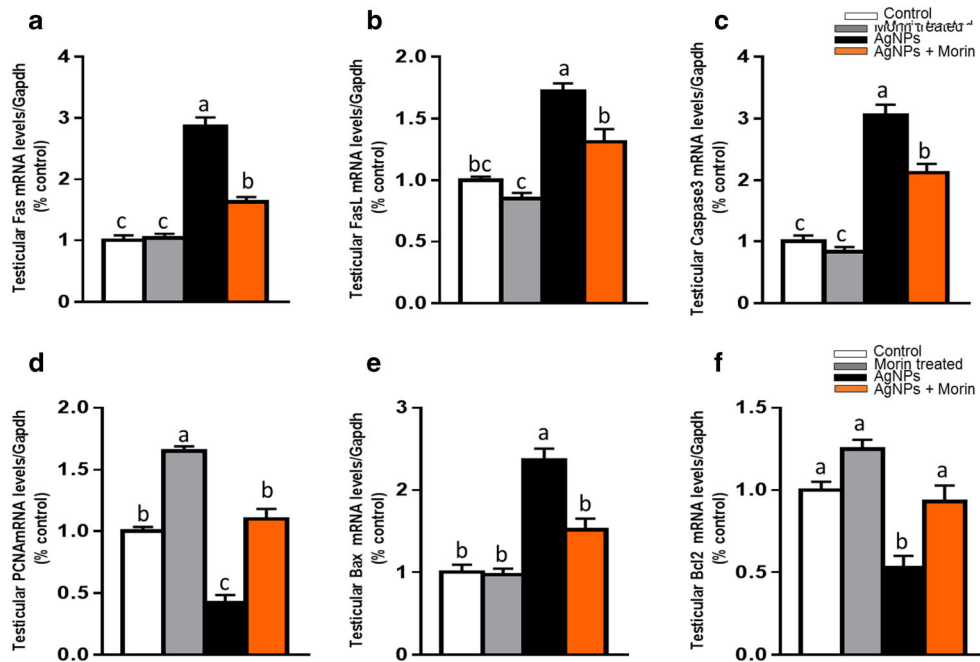 a
Testicular Fas mRNA levels/Gapdh
(% control)
4
3
2
1
0
c
c
a
b
b
Testicular FasL mRNA levels/Gapdh
(% control)
2.0
1.5
1.0
0.5
0.0
bc
c
a
b
c
Control
Morin treated
AgNPs
AgNPs + Morin
Testicular Caspase3 mRNA levels/Gapdh
(% control)
4
3
2
1
0
c
c
a
b
d
Testicular PCNAmRNA levels/Gapdh
(% control)
2.0
1.5
1.0
0.5
0.0
b
a
c
b
e
Testicular Bax mRNA levels/Gapdh
(% control)
3
2
1
0
b
b
a
b
f
Control
Morin treated
AgNPs
AgNPs + Morin
Testicular Bcl2 mRNA levels/Gapdh
(% control)
1.5
1.0
0.5
0.0
a
a
b
a